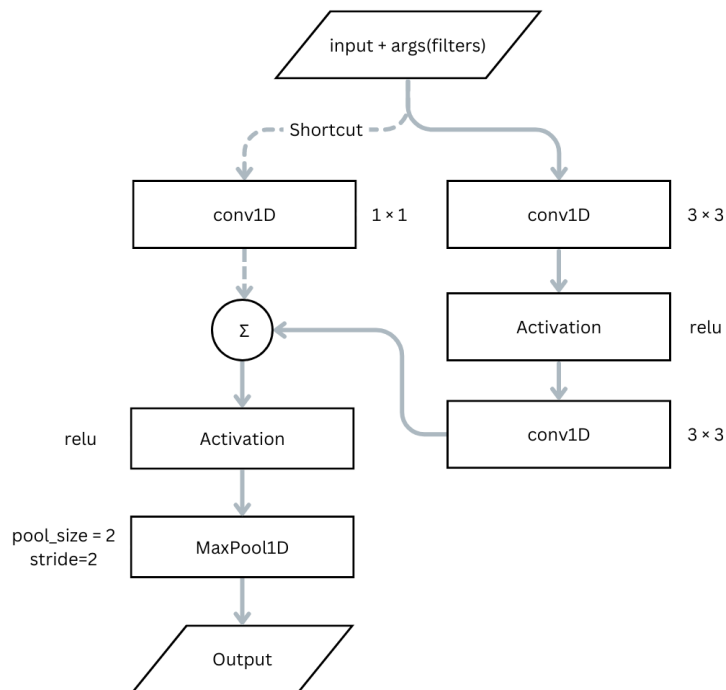 input + args(filters)
Shortcut
conv1D
1 × 1
conv1D
3 × 3
Σ
Activation
relu
relu
Activation
conv1D
3 × 3
pool_size = 2
stride=2
MaxPool1D
Output